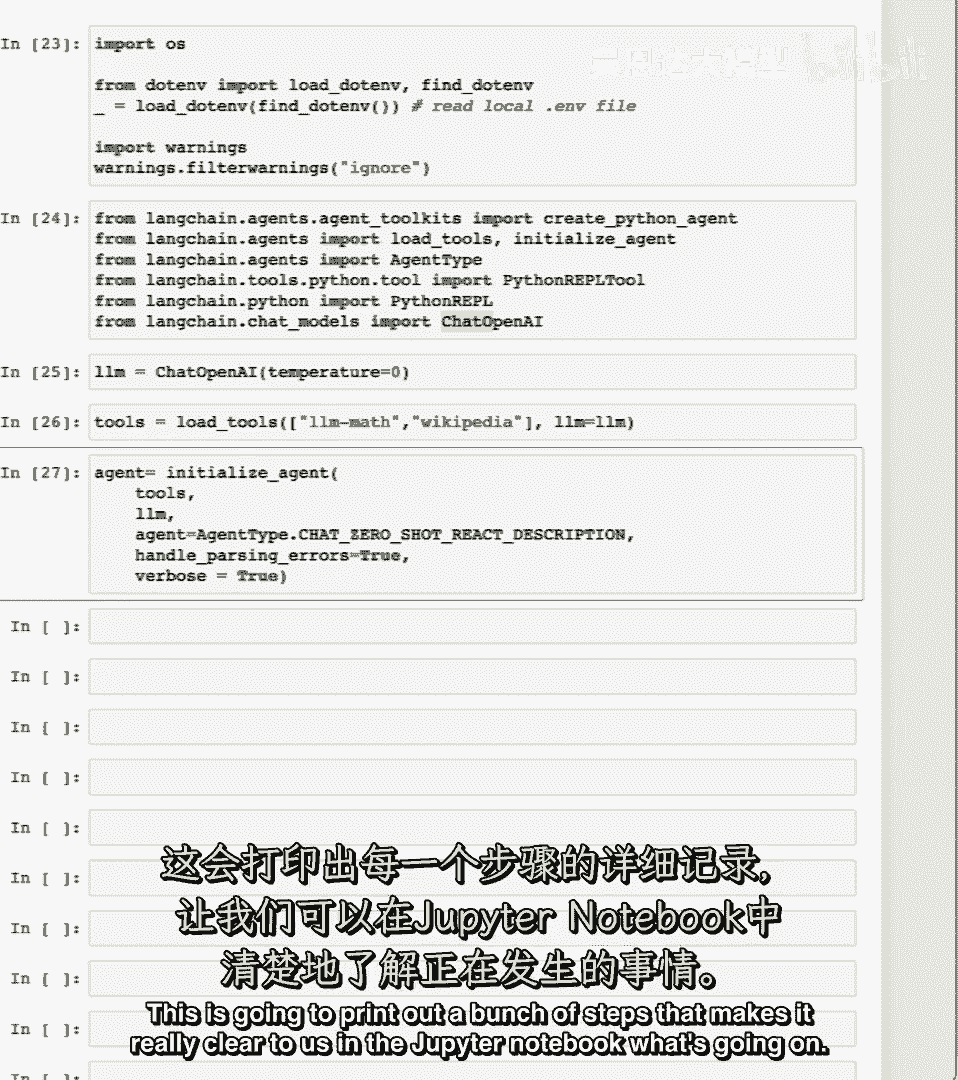 In [23]: import os
from dotenv import load_dotenv, find_dotenv
_ = load_dotenv(find_dotenv()) # read local .env file
import warnings
warnings.filterwarnings("ignore")
In [24]: from langchain.agents.agent_toolkits import create_python_agent
from langchain.agents import load_tools, initialize_agent
from langchain.agents import AgentType
from langchain.tools.python.tool import PythonREPLTool
from langchain.python import PythonREPL
from langchain.chat_models import ChatOpenAI
In [25]: llm = ChatOpenAI(temperature=0)
In [26]: tools = load_tools(["llm-math","wikipedia"], llm=llm)
In [27]: agent= initialize_agent(
tools,
llm,
agent=AgentType.CHAT_ZERO_SHOT_REACT_DESCRIPTION,
handle_parsing_errors=True,
verbose = True)
In [ ]:
In [ ]:
In [ ]:
In [ ]:
In [ ]:
In [ ]:
In [ ]:
In [ ]:
In [ ]:
In [ ]:
这会打印出每一个步骤的详细记录,
让我们可以在Jupyter Notebook中
清楚地了解正在发生的事情。
This is going to print out a bunch of steps that makes it
really clear to us in the Jupyter notebook what's going on.